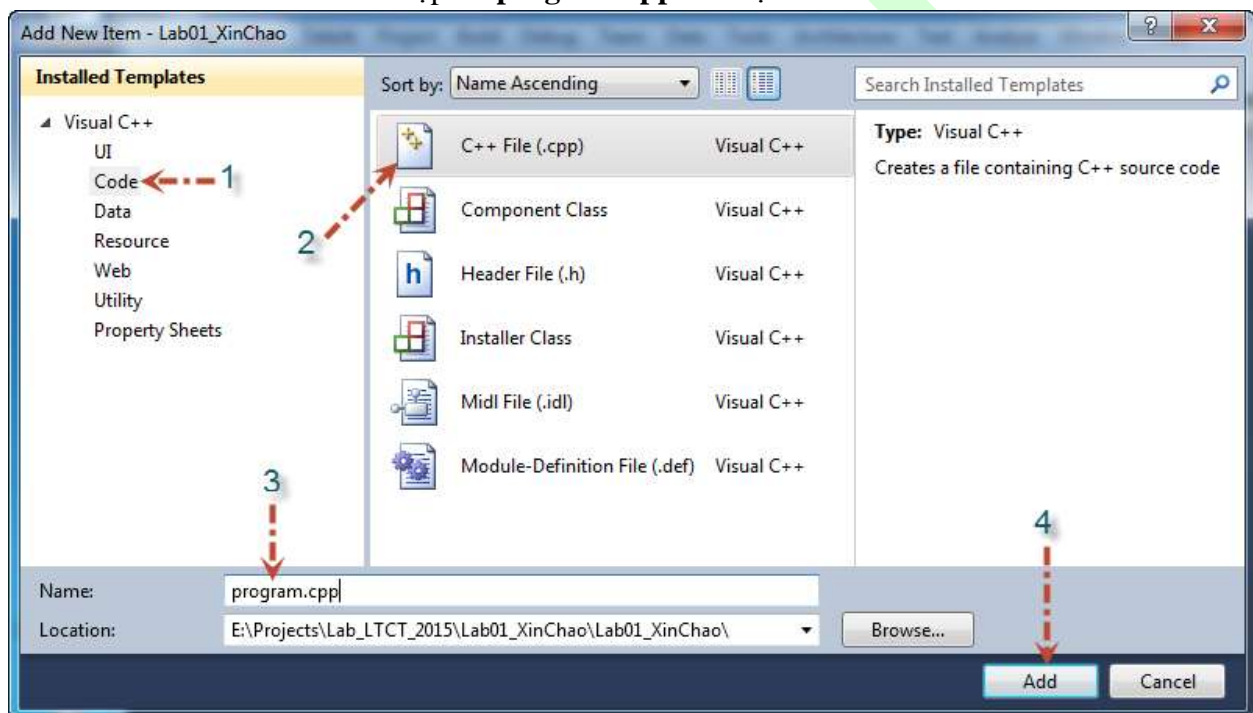 Add New Item - Lab01_XinChao
Installed Templates
Sort by: Name Ascending
Search Installed Templates
Visual C++
UI
Code
1
Data
Resource
Web
Utility
Property Sheets
2
C++ File (.cpp) Visual C++
Component Class Visual C++
Header File (.h) Visual C++
Installer Class Visual C++
Midl File (.idl) Visual C++
Module-Definition File (.def) Visual C++
Type: Visual C++
Creates a file containing C++ source code
3
4
Name: program.cpp
Location: E:\Projects\Lab_LTCT_2015\Lab01_XinChao\Lab01_XinChao\ Browse...
Add Cancel